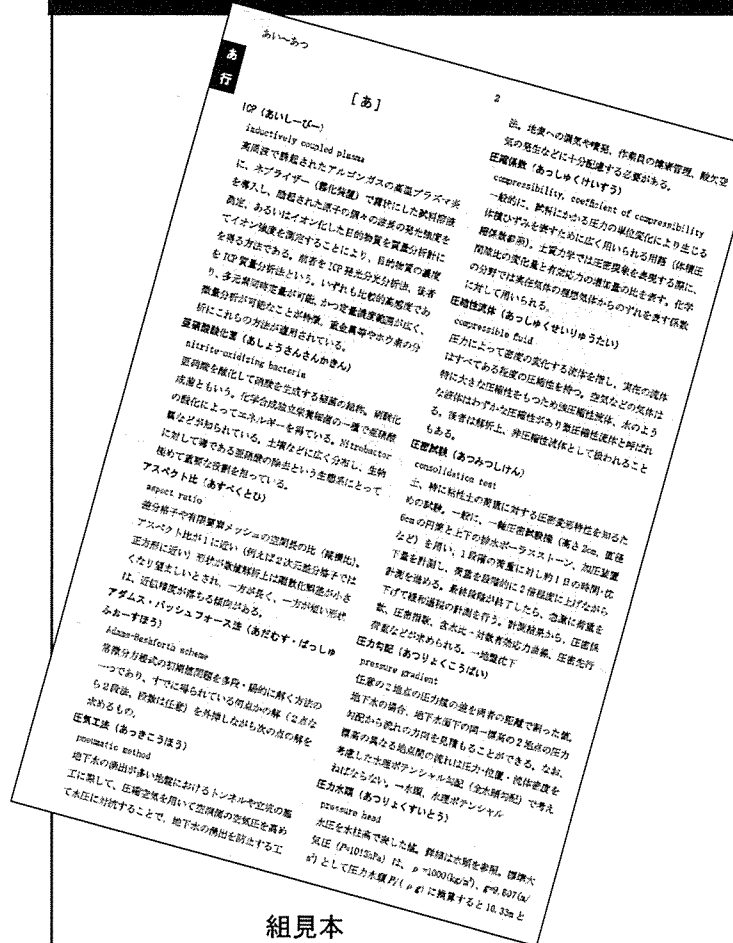 あい〜あつ
2
あ
行
[あ]
ICP（あいしーぴー）
inductively coupled plasma
高周波で誘起されたアルゴンガスの高温プラズマ炎
に、ネブライザー（霧化装置）で霧状にした試料溶液
を導入し、励起された原子の個々の波長の発光強度を
測定、あるいはイオン化した目的物質を質量分析計に
てイオン強度を測定することにより、目的物質の濃度
を得る方法である。前者をICP発光分光分析法、後者
をICP質量分析法という。いずれも比較的高感度であ
り、多元素同時定量が可能、かつ定量濃度範囲が広く、
微量分析が可能なことが特徴。重金属等やホウ素の分
析にこれらの方法が適用されている。
亜硝酸酸化菌（あしょうさんさんかきん）
nitrite-oxidizing bacteria
亜硝酸を酸化して硝酸を生成する細菌の総称。硝酸化
成菌ともいう。化学合成独立栄養細菌の一種で亜硝酸
の酸化によってエネルギーを得ている。Nitrobacter
属などが知られている。土壌などに広く分布し、生物
に対して毒である亜硝酸の除去という生態系にとって
極めて重要な役割を担っている。
アスペクト比（あすぺくとひ）
aspect ratio
差分格子や有限要素メッシュの空間長の比（縦横比）。
アスペクト比が1に近い（例えば2次元差分格子では
正方形に近い）形状が数値解析上は離散化誤差が小さ
くなり望ましいとされ、一方が長く、一方が短い形状
は、近似精度が落ちる傾向がある。
アダムス・バッシュフォース法（あだむす・ばっしゅ
ふぉーすほう）
Adams-Bashforth scheme
常微分方程式の初期値問題を多段・陽的に解く方法の
一つであり、すでに得られている何点かの解（2点な
ら2段法、段数は任意）を外挿しながら次の点の解を
求めるもの。
圧気工法（あっきこうほう）
pneumatic method
地下水の湧出が多い地盤におけるトンネルや立坑の施
工に際して、圧縮空気を用いて空洞部の空気圧を高め
て水圧に対抗することで、地下水の湧出を防止する工
法。地表への漏気や噴発、作業員の健康管理、酸欠空
気の発生などに十分配慮する必要がある。
圧縮係数（あっしゅくけいすう）
compressibility, coefficient of compressibility
一般的に、試料にかかる圧力の単位変化により生じる
体積ひずみを表すために広く用いられる用語（体積圧
縮係数参照）。土質力学では圧密現象を表現する際に、
間隙比の変化量と有効応力の増加量の比を表す。化学
の分野では実在気体の理想気体からのずれを表す係数
に対して用いられる。
圧縮性流体（あっしゅくせいりゅうたい）
compressible fuid
圧力によって密度の変化する流体を指し、実在の流体
はすべてある程度の圧縮性を持つ。空気などの気体は
特に大きな圧縮性をもつため強圧縮性流体、水のよう
な液体はわずかな圧縮性があり微圧縮性流体と呼ばれ
る。後者は解析上、非圧縮性流体として扱われること
もある。
圧密試験（あつみつしけん）
consolidation test
土、特に粘性土の荷重に対する圧密変形特性を知るた
めの試験。一般に、一軸圧密試験機（高さ2cm、直径
6cmの円筒と上下の排水ポーラスストーン、加圧装置
など）を用い、1段階の荷重に対し約1日の時間・沈
下量を計測し、荷重を段階的に2倍程度に上げながら
計測を進める。最終段階が終了したら、急激に荷重を
下げて緩和過程の計測を行う。計測結果から、圧密係
数、圧密指数、含水比・対数有効応力曲線、圧密先行
荷重などが求められる。→地盤沈下
圧力勾配（あつりょくこうばい）
pressure gradient
任意の2地点の圧力値の差を両者の距離で割った値。
地下水の場合、地下水面下の同一標高の2地点の圧力
勾配から流れの方向を見積もることができる。なお、
標高の異なる地点間の流れは圧力・位置・流体密度を
考慮した水理ポテンシャル勾配（全水頭勾配）で考え
ねばならない。→水頭、水理ポテンシャル
圧力水頭（あつりょくすいとう）
pressure head
水圧を水柱高で表した値。詳細は水頭を参照。標準大
気圧（P=1013hPa）は、ρ=1000(kg/m³)、g=9.807(m/
s²)として圧力水頭P/(ρg)に換算すると10.33mと
組見本